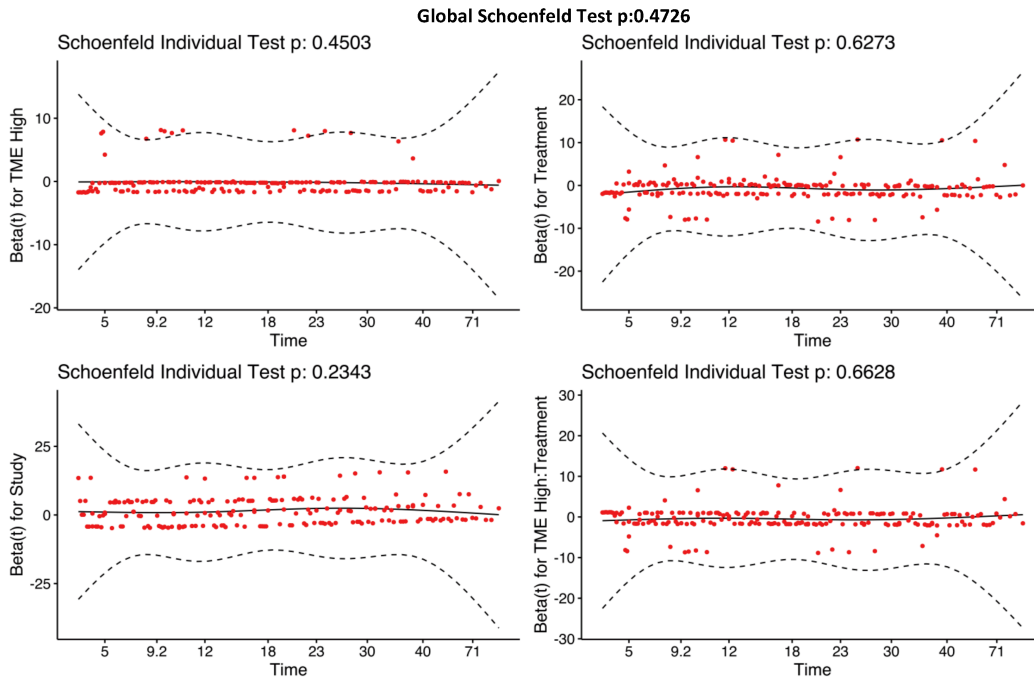 Global Schoenfeld Test p:0.4726
Schoenfeld Individual Test p: 0.4503
Beta(t) for TME High
10
0
-10
-20
5 9.2 12 18 23 30 40 71
Time
Schoenfeld Individual Test p: 0.6273
Beta(t) for Treatment
20
10
0
-10
-20
5 9.2 12 18 23 30 40 71
Time
Schoenfeld Individual Test p: 0.2343
Beta(t) for Study
25
0
-25
5 9.2 12 18 23 30 40 71
Time
Schoenfeld Individual Test p: 0.6628
Beta(t) for TME High:Treatment
30
20
10
0
-10
-20
-30
5 9.2 12 18 23 30 40 71
Time